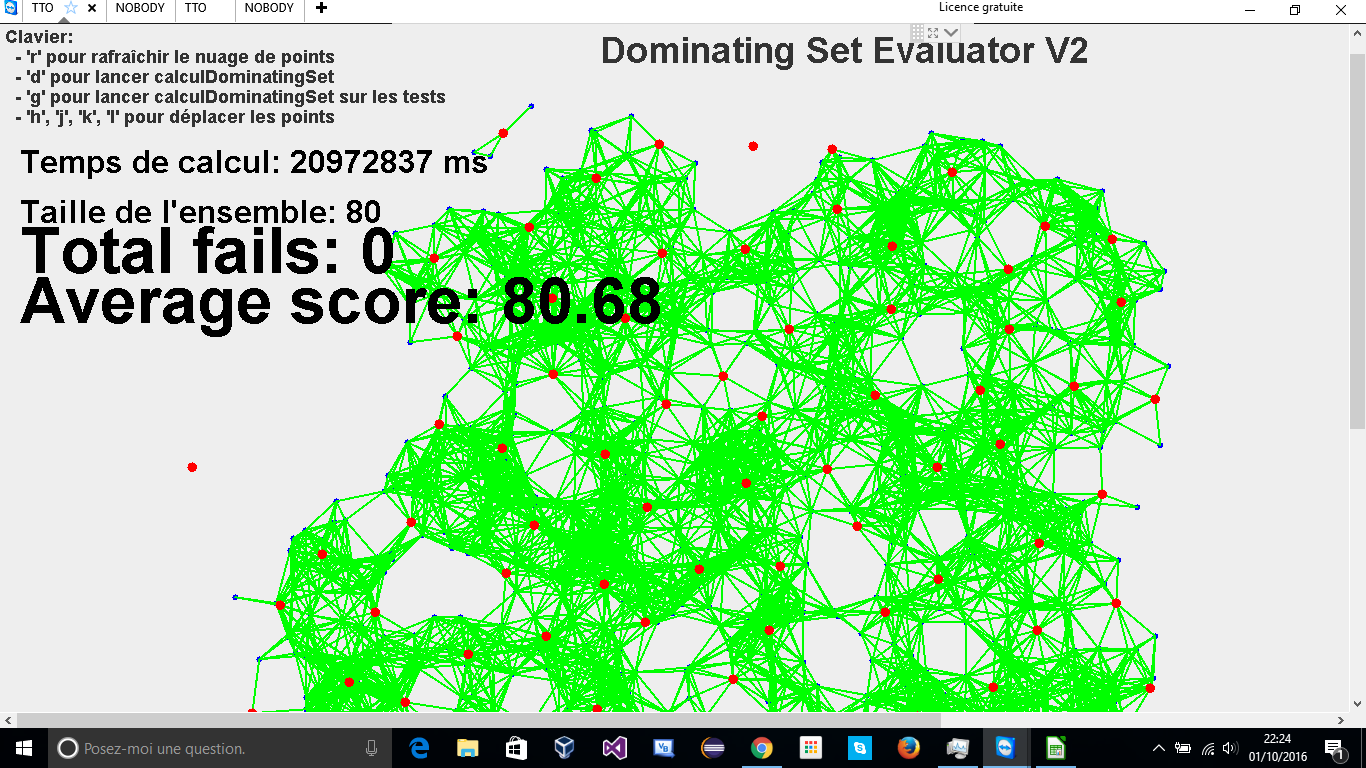 TTO NOBODY TTO NOBODY Licence gratuite
Clavier:
- 'r' pour rafraîchir le nuage de points
- 'd' pour lancer calculDominatingSet
- 'g' pour lancer calculDominatingSet sur les tests
- 'h', 'j', 'k', 'l' pour déplacer les points
Dominating Set Evaluator V2
Temps de calcul: 20972837 ms
Taille de l'ensemble: 80
Total fails: 0
Average score: 80.68
Posez-moi une question.
22:24
01/10/2016